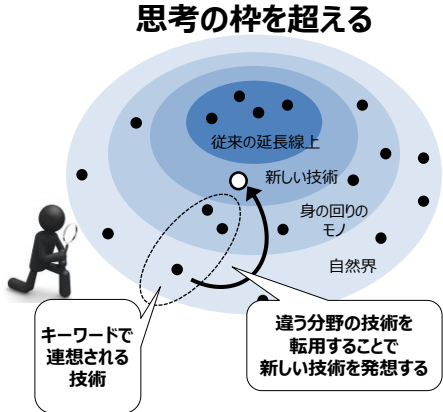 思考の枠を超える
従来の延長線上
新しい技術
身の回りの
モノ
自然界
キーワードで
連想される
技術
違う分野の技術を
転用することで
新しい技術を発想する